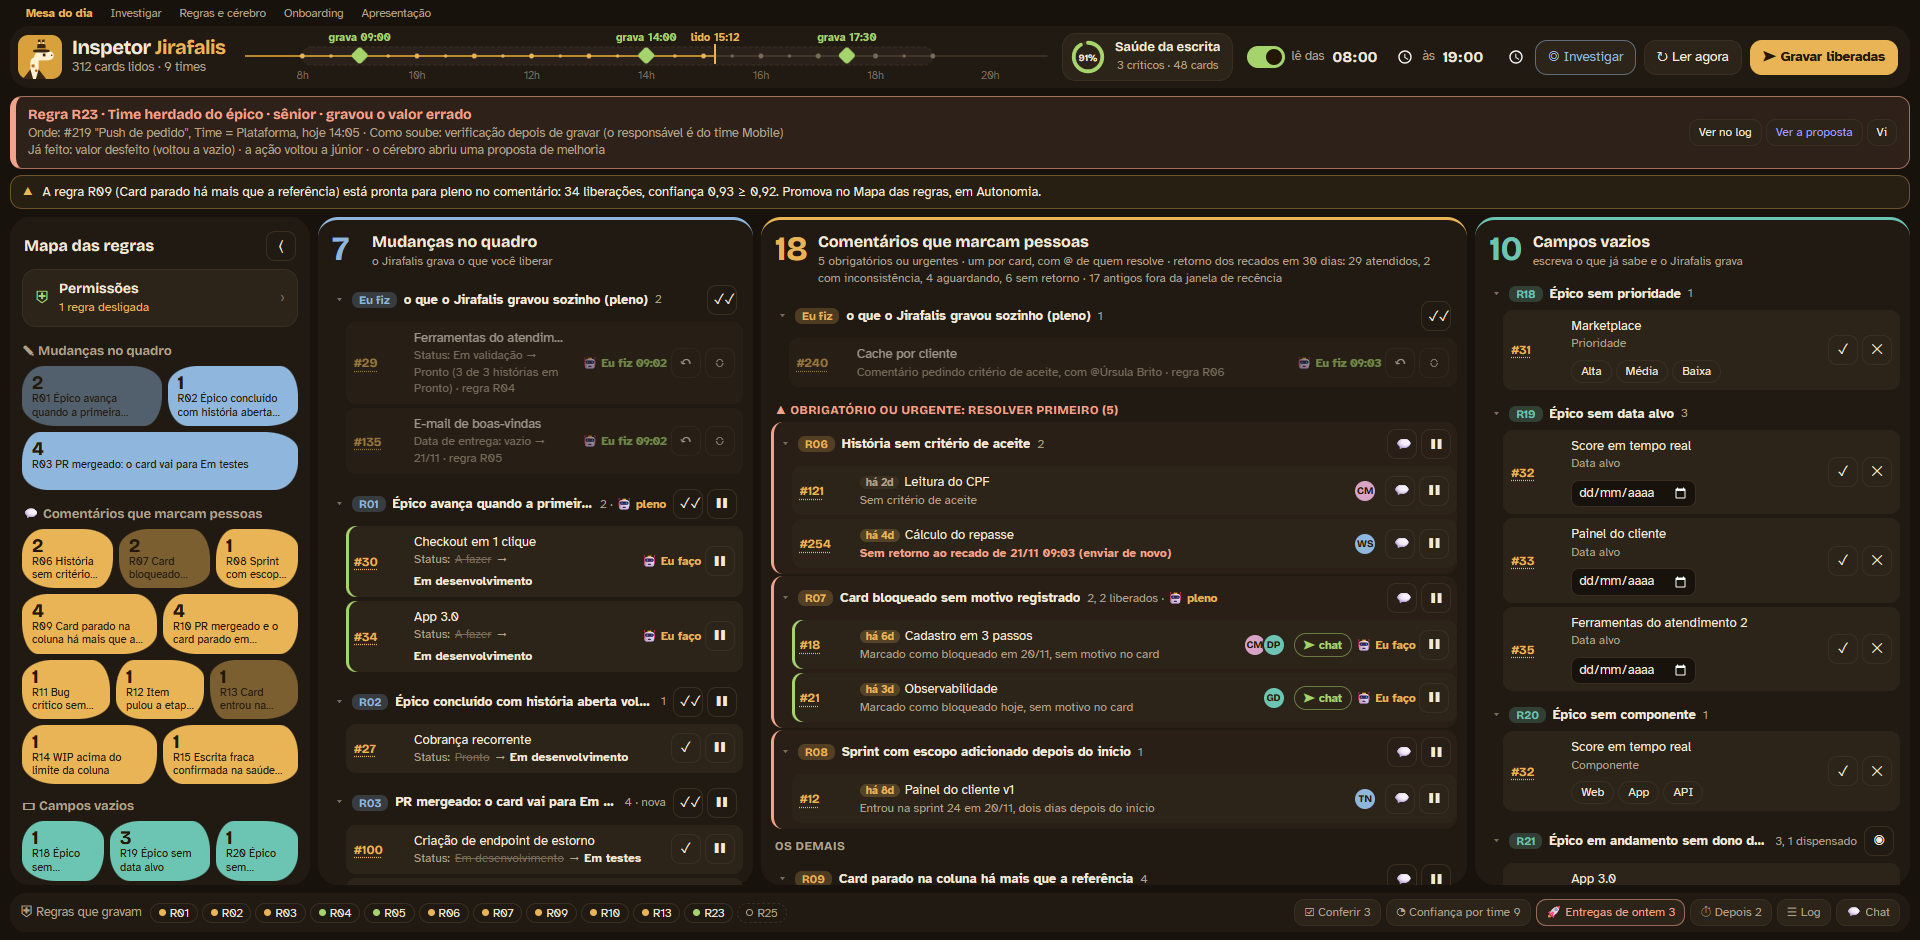 Mesa do dia Investigar Regras e cérebro Onboarding Apresentação
Inspetor Jirafalis
312 cards lidos · 9 times
grava 09:00 grava 14:00 lido 15:12 grava 17:30
8h 10h 12h 14h 16h 18h 20h
91%
Saúde da escrita
3 críticos · 48 cards
lê das 08:00 às 19:00
Investigar
Ler agora
Gravar liberadas
Regra R23 · Time herdado do épico · sênior · gravou o valor errado
Onde: #219 "Push de pedido", Time = Plataforma, hoje 14:05 · Como soube: verificação depois de gravar (o responsável é do time Mobile)
Já feito: valor desfeito (voltou a vazio) · a ação voltou a júnior · o cérebro abriu uma proposta de melhoria
Ver no log Ver a proposta Vi
A regra R09 (Card parado há mais que a referência) está pronta para pleno no comentário: 34 liberações, confiança 0,93 ≥ 0,92. Promova no Mapa das regras, em Autonomia.
Mapa das regras
Permissões
1 regra desligada
Mudanças no quadro
2
R01 Épico avança
quando a primeira...
1
R02 Épico concluído
com história aberta...
4
R03 PR mergeado: o card vai para Em testes
Comentários que marcam pessoas
2
R06 História
sem critério...
2
R07 Card
bloqueado...
1
R08 Sprint
com escop...
4
R09 Card parado na
coluna há mais que a...
4
R10 PR mergeado e o
card parado em...
1
R11 Bug
crítico sem...
1
R12 Item
pulou a etap...
1
R13 Card
entrou na...
1
R14 WIP acima do
limite da coluna
1
R15 Escrita fraca
confirmada na saúde...
Campos vazios
1
R18 Épico
sem...
3
R19 Épico sem
data alvo
1
R20 Épico
sem...
7 Mudanças no quadro
o Jirafalis grava o que você liberar
Eu fiz o que o Jirafalis gravou sozinho (pleno) 2
#29
Ferramentas do atendim...
Status: Em validação →
Pronto (3 de 3 histórias em
Pronto) · regra R04
Eu fiz 09:02
#135
E-mail de boas-vindas
Data de entrega: vazio →
21/11 · regra R05
Eu fiz 09:02
R01 Épico avança quando a primeir... 2 · pleno
#30
Checkout em 1 clique
Status: A fazer →
Em desenvolvimento
Eu faço
#34
App 3.0
Status: A fazer →
Em desenvolvimento
Eu faço
R02 Épico concluído com história aberta vol... 1
#27
Cobrança recorrente
Status: Pronto → Em desenvolvimento
R03 PR mergeado: o card vai para Em ... 4 · nova
#100
Criação de endpoint de estorno
Status: Em desenvolvimento → Em testes
18 Comentários que marcam pessoas
5 obrigatórios ou urgentes · um por card, com @ de quem resolve · retorno dos recados em 30 dias: 29 atendidos, 2
com inconsistência, 4 aguardando, 6 sem retorno · 17 antigos fora da janela de recência
Eu fiz o que o Jirafalis gravou sozinho (pleno) 1
#240
Cache por cliente
Comentário pedindo critério de aceite, com @Úrsula Brito · regra R06
Eu fiz 09:03
▲ OBRIGATÓRIO OU URGENTE: RESOLVER PRIMEIRO (5)
R06 História sem critério de aceite 2
#121
há 2d Leitura do CPF
Sem critério de aceite
CM
#254
há 4d Cálculo do repasse
Sem retorno ao recado de 21/11 09:03 (enviar de novo)
WS
R07 Card bloqueado sem motivo registrado 2, 2 liberados · pleno
#18
há 6d Cadastro em 3 passos
Marcado como bloqueado em 20/11, sem motivo no card
CM DP chat Eu faço
#21
há 3d Observabilidade
Marcado como bloqueado hoje, sem motivo no card
GD chat Eu faço
R08 Sprint com escopo adicionado depois do início 1
#12
há 8d Painel do cliente v1
Entrou na sprint 24 em 20/11, dois dias depois do início
TN
OS DEMAIS
R09 Card parado na coluna há mais que a referência 4
10 Campos vazios
escreva o que já sabe e o Jirafalis grava
R18 Épico sem prioridade 1
#31
Marketplace
Prioridade
Alta Média Baixa
R19 Épico sem data alvo 3
#32
Score em tempo real
Data alvo
dd/mm/aaaa
#33
Painel do cliente
Data alvo
dd/mm/aaaa
#35
Ferramentas do atendimento 2
Data alvo
dd/mm/aaaa
R20 Épico sem componente 1
#32
Score em tempo real
Componente
Web App API
R21 Épico em andamento sem dono d... 3, 1 dispensado
App 3.0
Regras que gravam R01 R02 R03 R04 R05 R06 R07 R09 R10 R13 R23 R25
Conferir 3 Confiança por time 9 Entregas de ontem 3 Depois 2 Log Chat